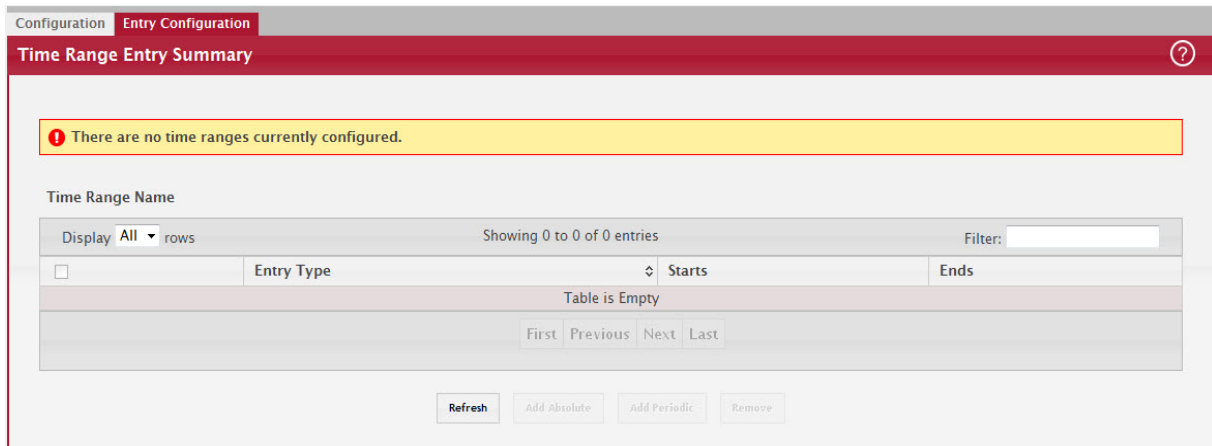 Configuration Entry Configuration
Time Range Entry Summary ?
! There are no time ranges currently configured.
Time Range Name
Display All rows Showing 0 to 0 of 0 entries Filter:
Entry Type Starts Ends
Table is Empty
First Previous Next Last
Refresh Add Absolute Add Periodic Remove